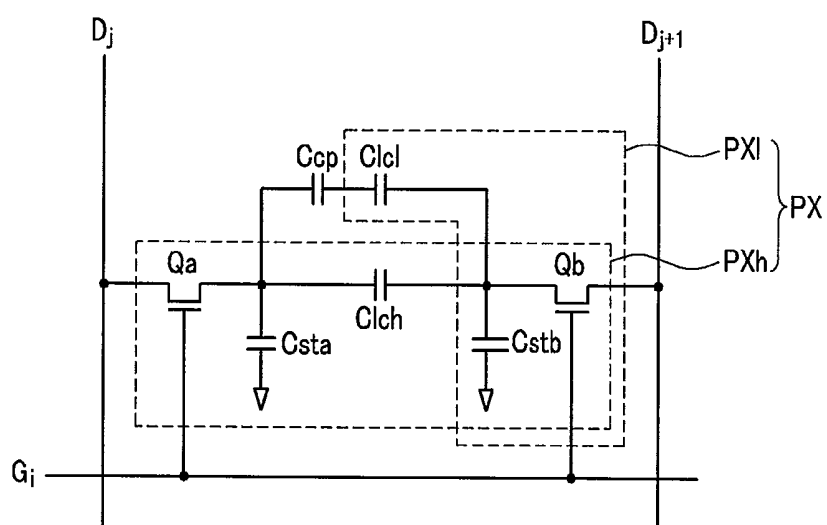 Dj
Dj+1
Ccp
Clcl
PXl
PX
Qa
Qb
PXh
Clch
Csta
Cstb
Gi